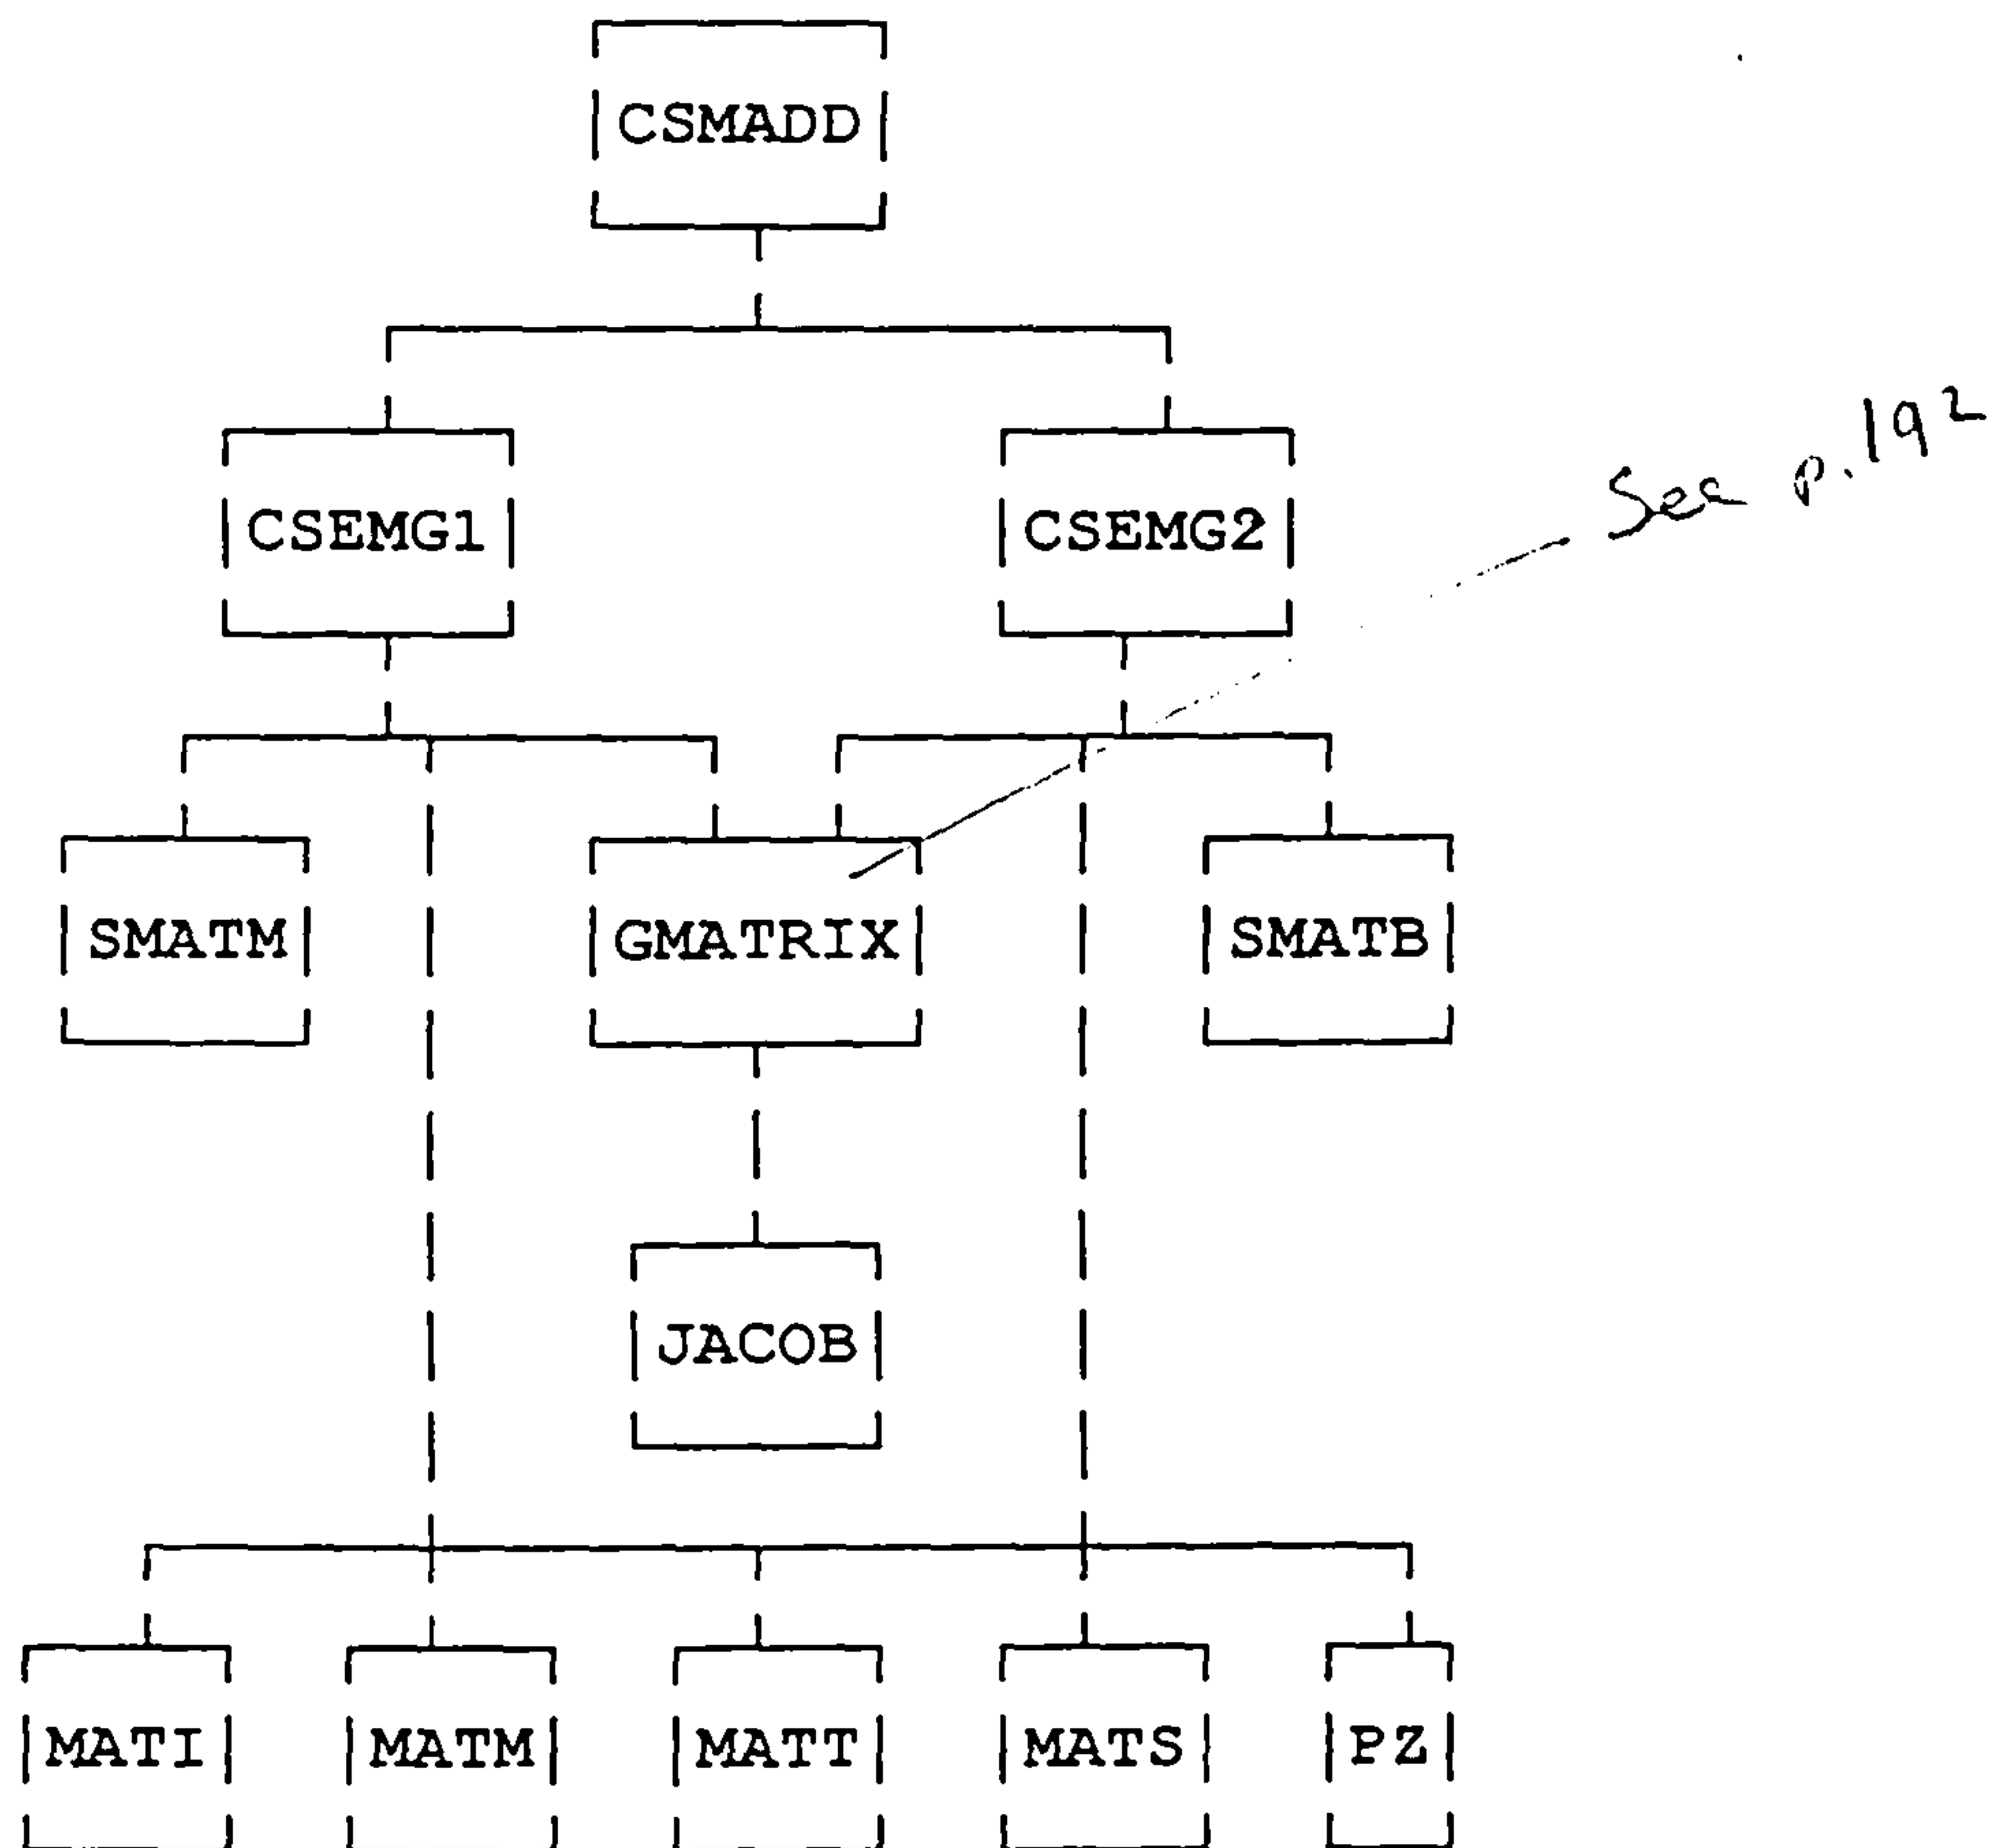 CSMADD
CSEMG1 CSEMG2
See p.192
SMATM GMATRIX SMATB
JACOB
MATI MATM MATT MATS PZ